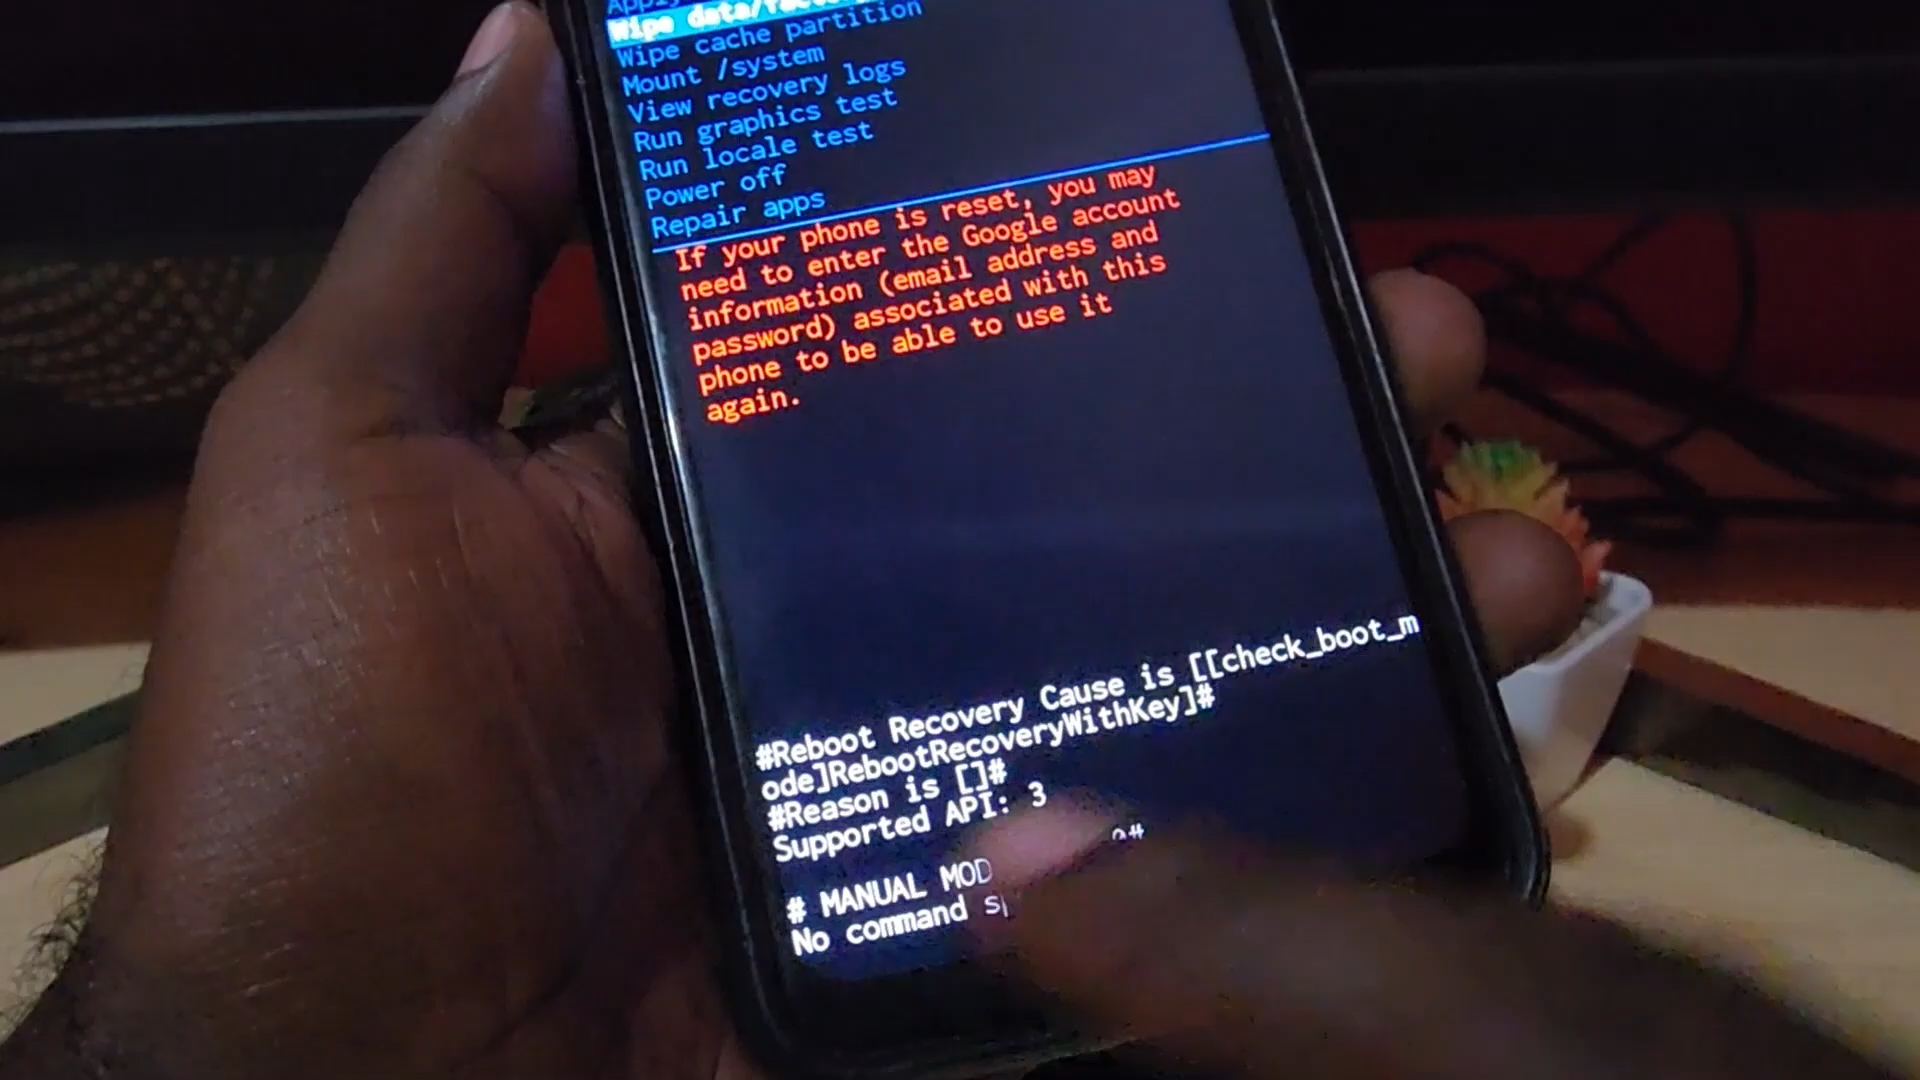 Apply
Wipe data/
Wipe cache partition
Mount /system
View recovery logs
Run graphics test
Run locale test
Power off
Repair apps
If your phone is reset, you may
need to enter the Google account
information (email address and
password) associated with this
phone to be able to use it
again.
#Reboot Recovery Cause is [[check_boot_m
ode]RebootRecoveryWithKey]#
#Reason is []#
Supported API: 3
# MANUAL MOD
No command